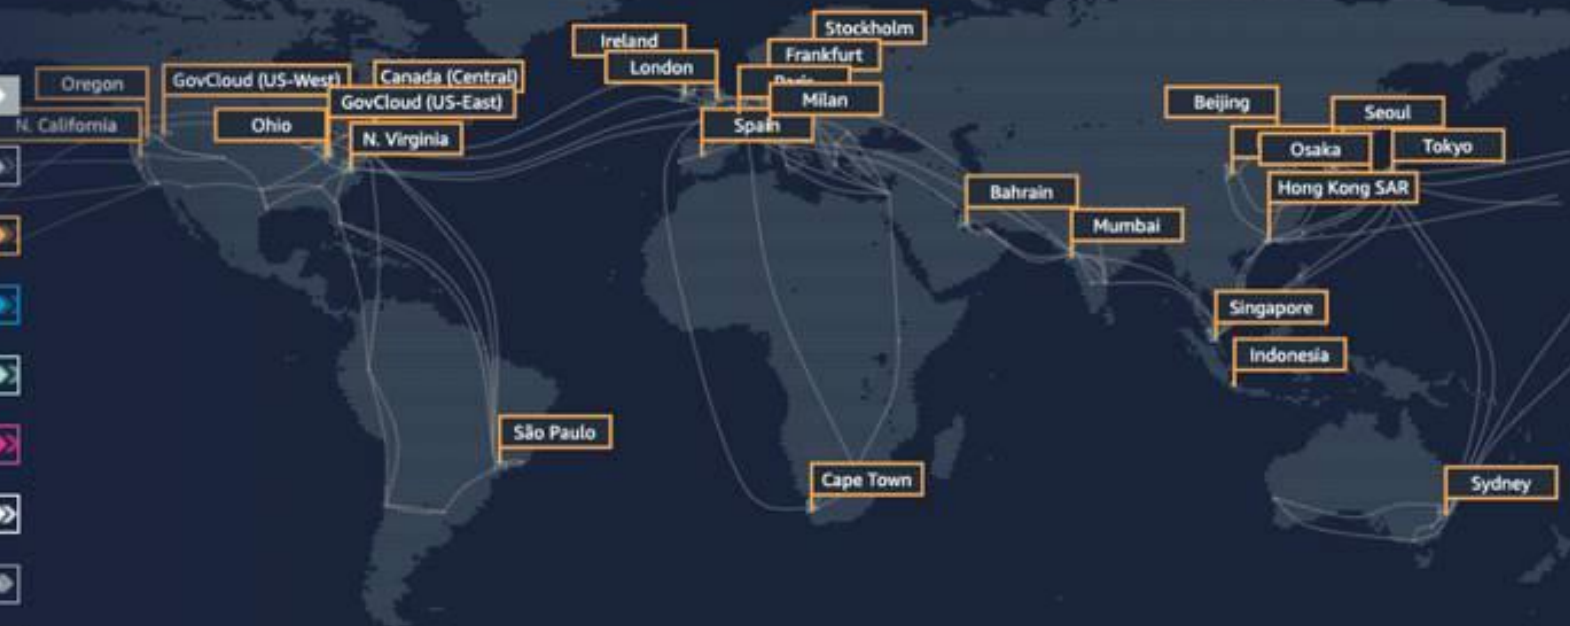 Stockholm
Ireland
Frankfurt
London
Oregon
GovCloud (US-West)
Canada (Central)
Paris
Milan
GovCloud (US-East)
Beijing
Seoul
N. California
Ohio
N. Virginia
Spain
Osaka
Tokyo
Bahrain
Hong Kong SAR
Mumbai
Singapore
Indonesia
São Paulo
Cape Town
Sydney